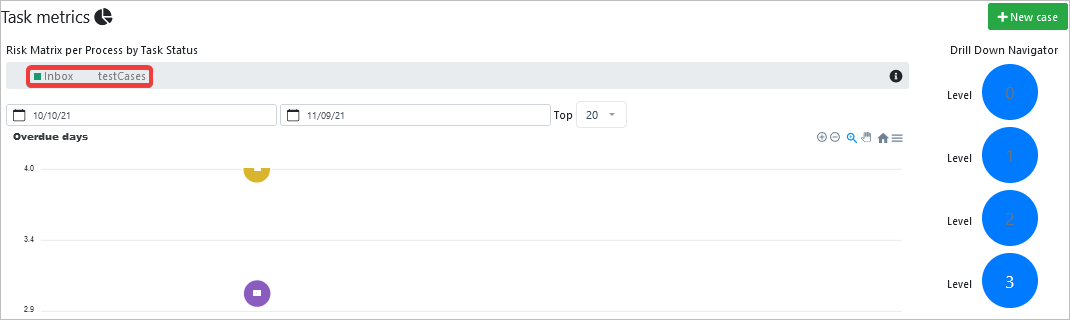 Task metrics
New case
Risk Matrix per Process by Task Status
Drill Down Navigator
Inbox testCases
Level 0
10/10/21 11/09/21 Top 20
Overdue days
Level 1
4.0
Level 2
3.4
Level 3
2.9